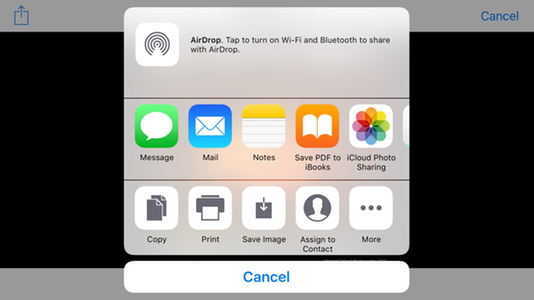 Cancel
AirDrop. Tap to turn on Wi-Fi and Bluetooth to share
with AirDrop.
Message
Mail
Notes
Save PDF to
iBooks
iCloud Photo
Sharing
Copy
Print
Save Image
Assign to
Contact
More
Cancel